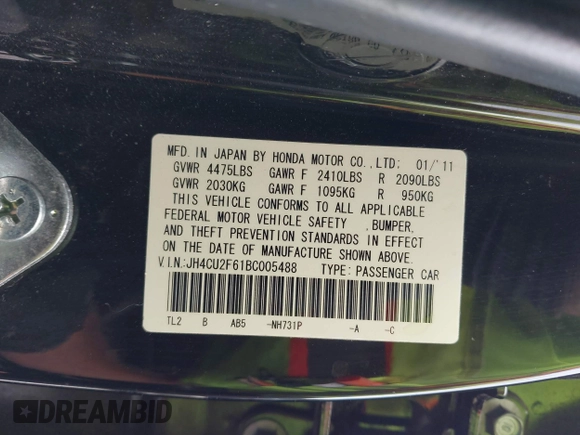 MFD. IN JAPAN BY HONDA MOTOR CO.,LTD: 01/'11
GVWR 4475LBS GAWR F 2410LBS R 2090LBS
GVWR 2030KG GAWR F 1095KG R 950KG
THIS VEHICLE CONFORMS TO ALL APPLICABLE
FEDERAL MOTOR VEHICLE SAFETY ,BUMPER,
AND THEFT PREVENTION STANDARDS IN EFFECT
ON THE DATE OF MANUFACTURE SHOWN ABOVE.
V.I.N:JH4CU2F61BC005488 TYPE: PASSENGER CAR
TL2 B AB5 -NH731P -A -C
DREAMBID